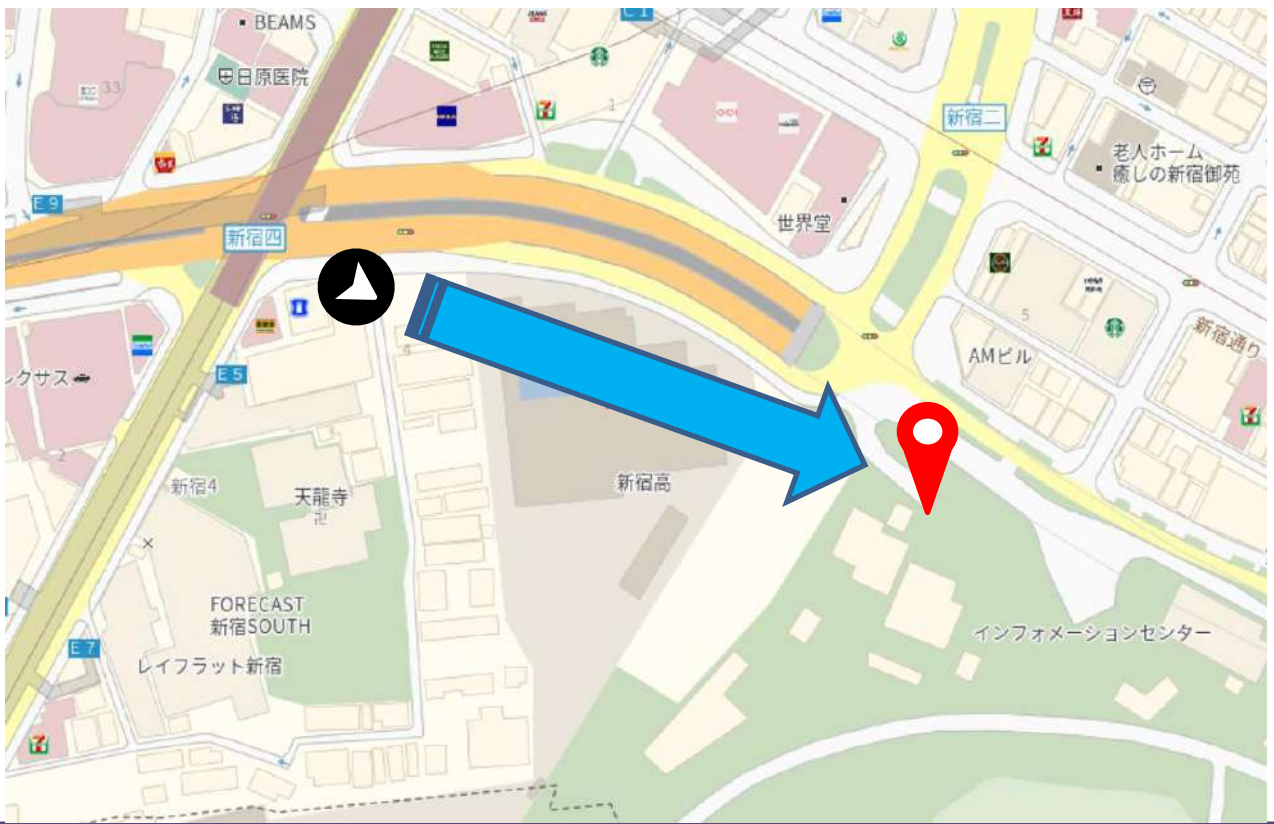 BEAMS
日原医院
33
1
E 1
新宿二
老人ホーム
癒しの新宿御苑
E 9
新宿四
世界堂
5
新宿通り
AMビル
レクサス
E 5
5
2
新宿4
天龍寺
卍
新宿高
FORECAST
新宿SOUTH
インフォメーションセンター
E 7
レイフラット新宿